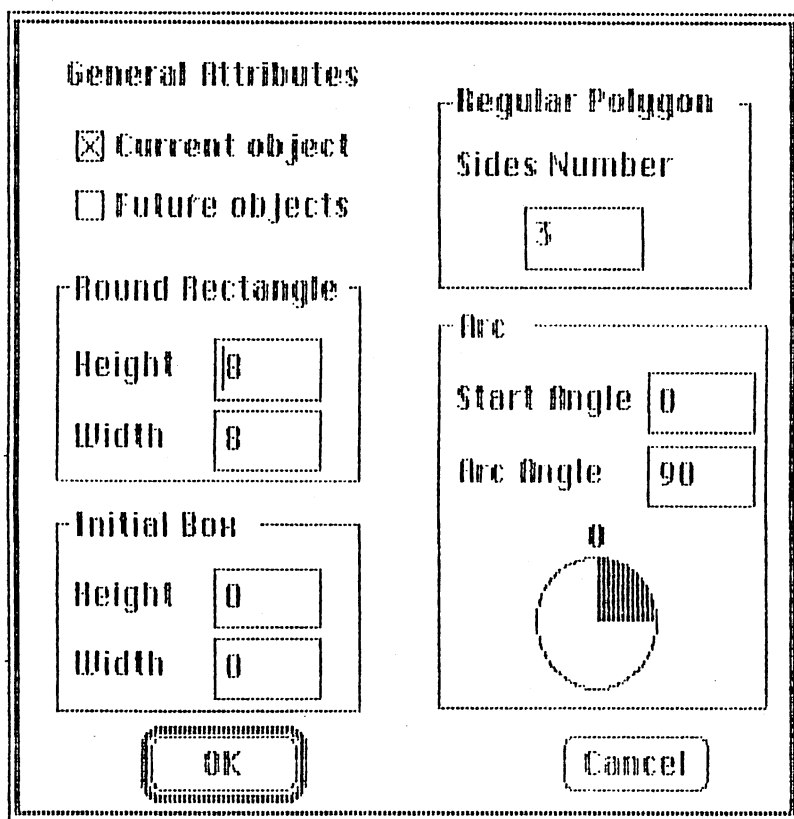 General Attributes
Current object
Future objects
Round Rectangle
Height 8
Width 8
Initial Box
Height 0
Width 0
Regular Polygon
Sides Number
3
Arc
Start Angle 0
Arc Angle 90
0
OK
Cancel